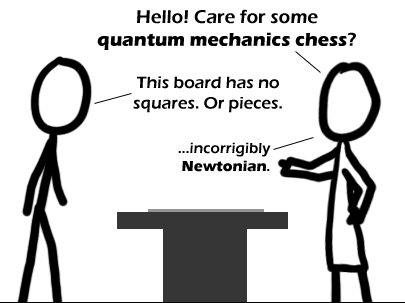 Hello! Care for some
quantum mechanics chess?
This board has no
squares. Or pieces.
...incorrigibly
Newtonian.